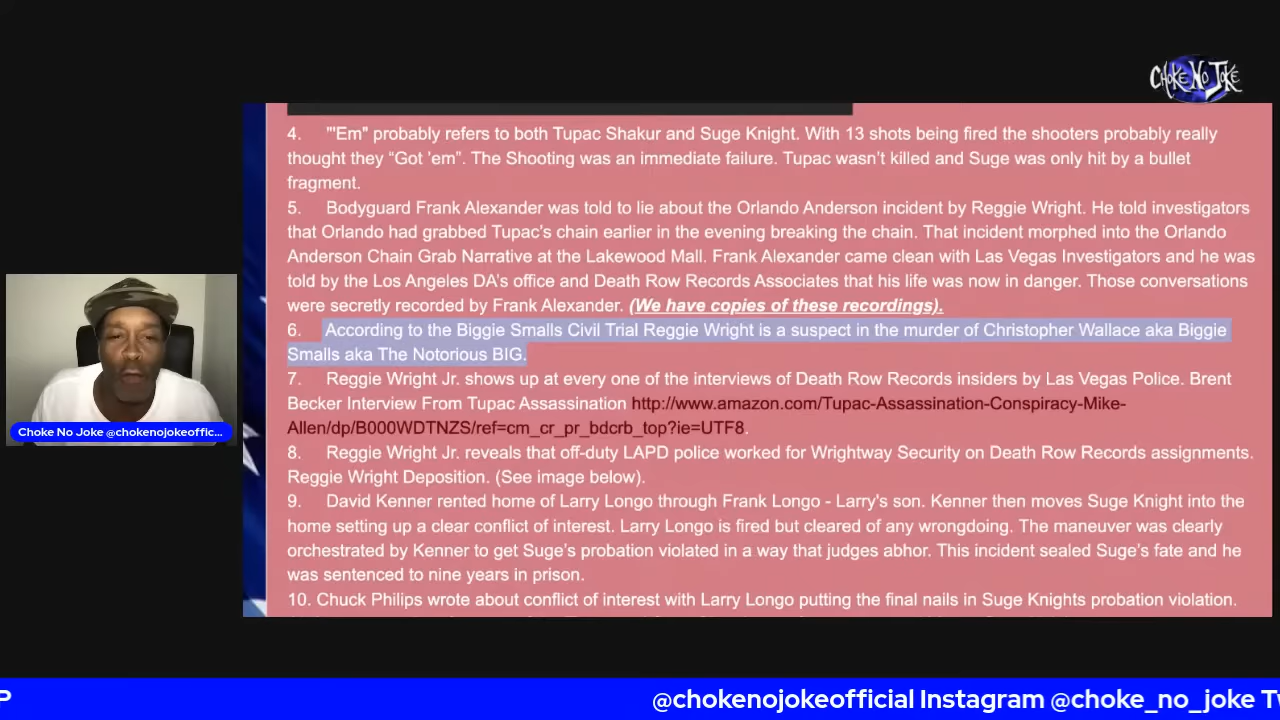 CHOKE NO JOKE
4. "'Em" probably refers to both Tupac Shakur and Suge Knight. With 13 shots being fired the shooters probably really
thought they “Got ’em”. The Shooting was an immediate failure. Tupac wasn’t killed and Suge was only hit by a bullet
fragment.
5. Bodyguard Frank Alexander was told to lie about the Orlando Anderson incident by Reggie Wright. He told investigators
that Orlando had grabbed Tupac’s chain earlier in the evening breaking the chain. That incident morphed into the Orlando
Anderson Chain Grab Narrative at the Lakewood Mall. Frank Alexander came clean with Las Vegas Investigators and he was
told by the Los Angeles DA’s office and Death Row Records Associates that his life was now in danger. Those conversations
were secretly recorded by Frank Alexander. (We have copies of these recordings).
6. According to the Biggie Smalls Civil Trial Reggie Wright is a suspect in the murder of Christopher Wallace aka Biggie
Smalls aka The Notorious BIG.
7. Reggie Wright Jr. shows up at every one of the interviews of Death Row Records insiders by Las Vegas Police. Brent
Becker Interview From Tupac Assassination http://www.amazon.com/Tupac-Assassination-Conspiracy-Mike-
Allen/dp/B000WDTNZS/ref=cm_cr_pr_bdcrb_top?ie=UTF8.
8. Reggie Wright Jr. reveals that off-duty LAPD police worked for Wrightway Security on Death Row Records assignments.
Reggie Wright Deposition. (See image below).
9. David Kenner rented home of Larry Longo through Frank Longo - Larry's son. Kenner then moves Suge Knight into the
home setting up a clear conflict of interest. Larry Longo is fired but cleared of any wrongdoing. The maneuver was clearly
orchestrated by Kenner to get Suge’s probation violated in a way that judges abhor. This incident sealed Suge’s fate and he
was sentenced to nine years in prison.
10. Chuck Philips wrote about conflict of interest with Larry Longo putting the final nails in Suge Knights probation violation.
Choke No Joke @chokenojokeoffic...
P @chokenojokeofficial Instagram @choke_no_joke Tw